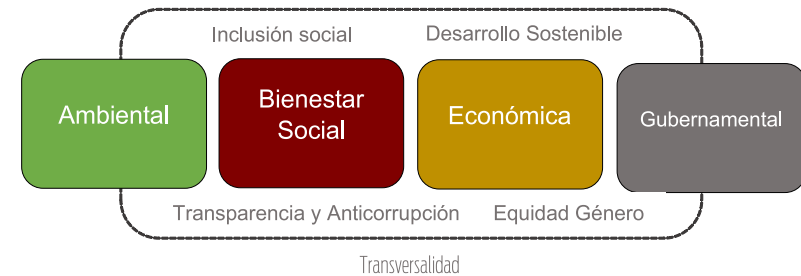 Inclusión social
Desarrollo Sostenible
Ambiental
Bienestar
Social
Económica
Gubernamental
Transparencia y Anticorrupción
Equidad Género
Transversalidad